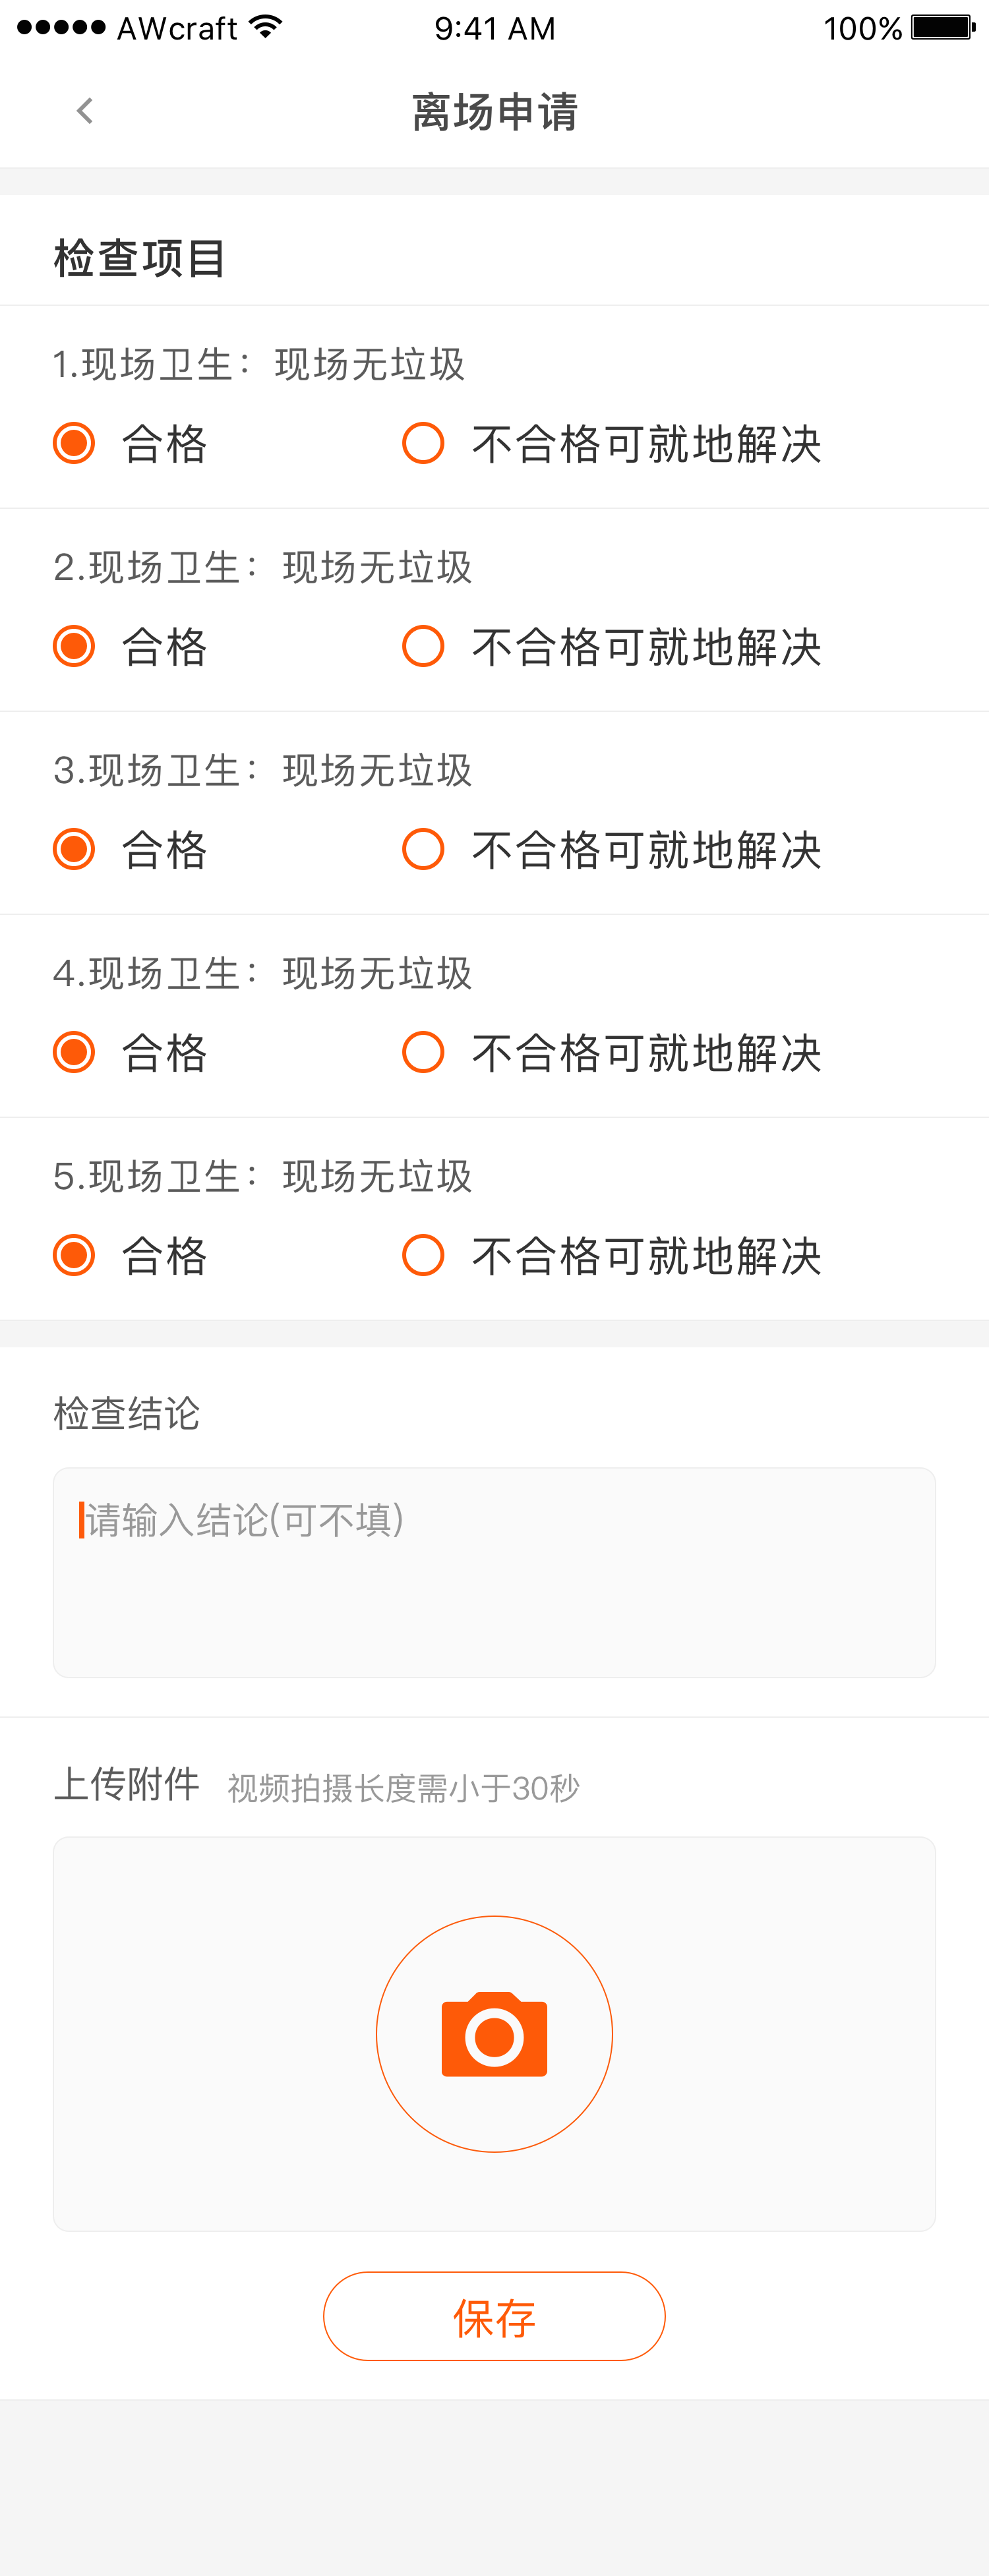 AWcraft 9:41 AM 100%
离场申请
检查项目
1.现场卫生：现场无垃圾
合格 不合格可就地解决
2.现场卫生：现场无垃圾
合格 不合格可就地解决
3.现场卫生：现场无垃圾
合格 不合格可就地解决
4.现场卫生：现场无垃圾
合格 不合格可就地解决
5.现场卫生：现场无垃圾
合格 不合格可就地解决
检查结论
请输入结论(可不填)
上传附件 视频拍摄长度需小于30秒
保存